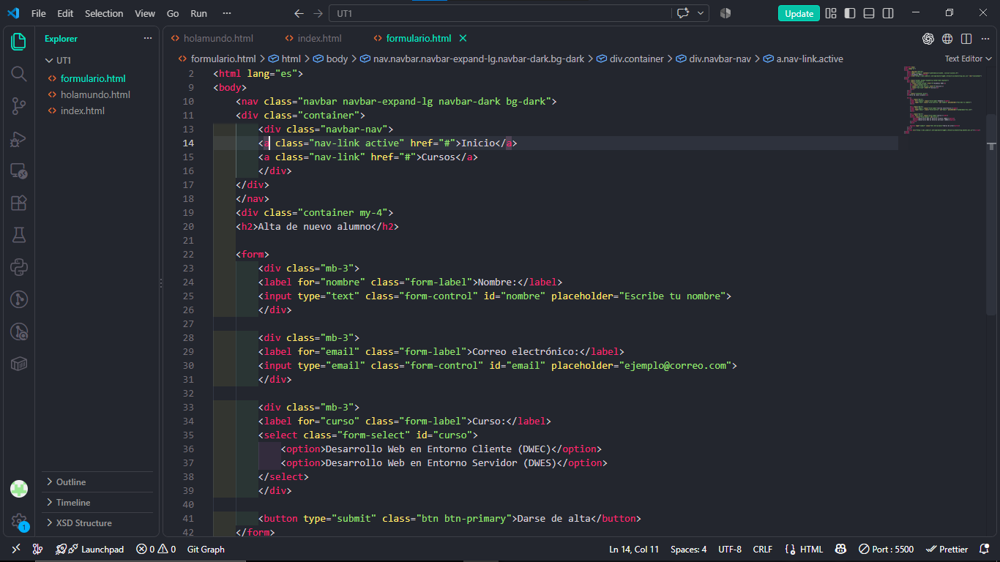 File Edit Selection View Go Run ··· UT1 Update
Explorer ···
UT1
formulario.html
holamundo.html
index.html
Outline
Timeline
XSD Structure
1
holamundo.html index.html formulario.html
formulario.html > html > body > nav.navbar.navbar-expand-lg.navbar-dark.bg-dark > div.container > div.navbar-nav > a.nav-link.active Text Editor
2 <html lang="es">
9 <body>
10 <nav class="navbar navbar-expand-lg navbar-dark bg-dark">
11 <div class="container">
13 <div class="navbar-nav">
14 <a class="nav-link active" href="#">Inicio</a>
15 <a class="nav-link" href="#">Cursos</a>
16 </div>
17 </div>
18 </nav>
19 <div class="container my-4">
20 <h2>Alta de nuevo alumno</h2>
21
22 <form>
23 <div class="mb-3">
24 <label for="nombre" class="form-label">Nombre:</label>
25 <input type="text" class="form-control" id="nombre" placeholder="Escribe tu nombre">
26 </div>
27
28 <div class="mb-3">
29 <label for="email" class="form-label">Correo electrónico:</label>
30 <input type="email" class="form-control" id="email" placeholder="ejemplo@correo.com">
31 </div>
32
33 <div class="mb-3">
34 <label for="curso" class="form-label">Curso:</label>
35 <select class="form-select" id="curso">
36 <option>Desarrollo Web en Entorno Cliente (DWEC)</option>
37 <option>Desarrollo Web en Entorno Servidor (DWES)</option>
38 </select>
39 </div>
40
41 <button type="submit" class="btn btn-primary">Darse de alta</button>
42 </form>
Launchpad 0 0 Git Graph Ln 14, Col 11 Spaces: 4 UTF-8 CRLF HTML Port : 5500 Prettier